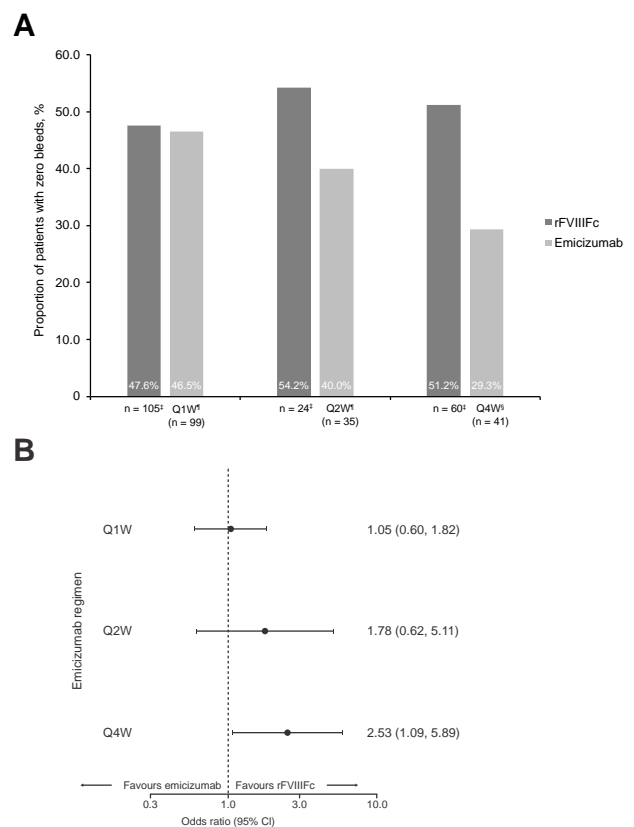 A
Proportion of patients with zero bleeds, %
60.0
50.0
40.0
30.0
20.0
10.0
0
47.6%
46.5%
54.2%
40.0%
51.2%
29.3%
rFVIIIFc
Emicizumab
n = 105‡ Q1W¶ n = 24‡ Q2W¶ n = 60‡ Q4W§
(n = 99) (n = 35) (n = 41)
B
Emicizumab regimen
Q1W 1.05 (0.60, 1.82)
Q2W 1.78 (0.62, 5.11)
Q4W 2.53 (1.09, 5.89)
Favours emicizumab Favours rFVIIIFc
0.3 1.0 3.0 10.0
Odds ratio (95% CI)